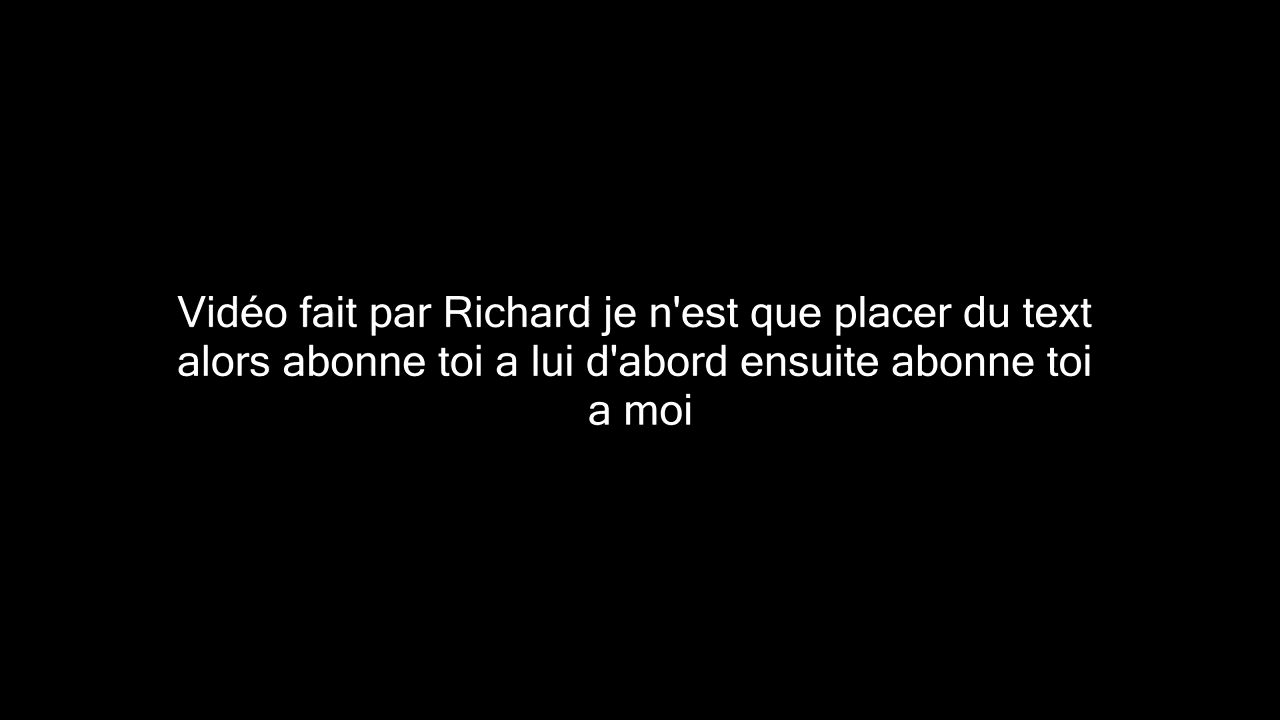 Vidéo fait par Richard je n'est que placer du text
alors abonne toi a lui d'abord ensuite abonne toi
a moi